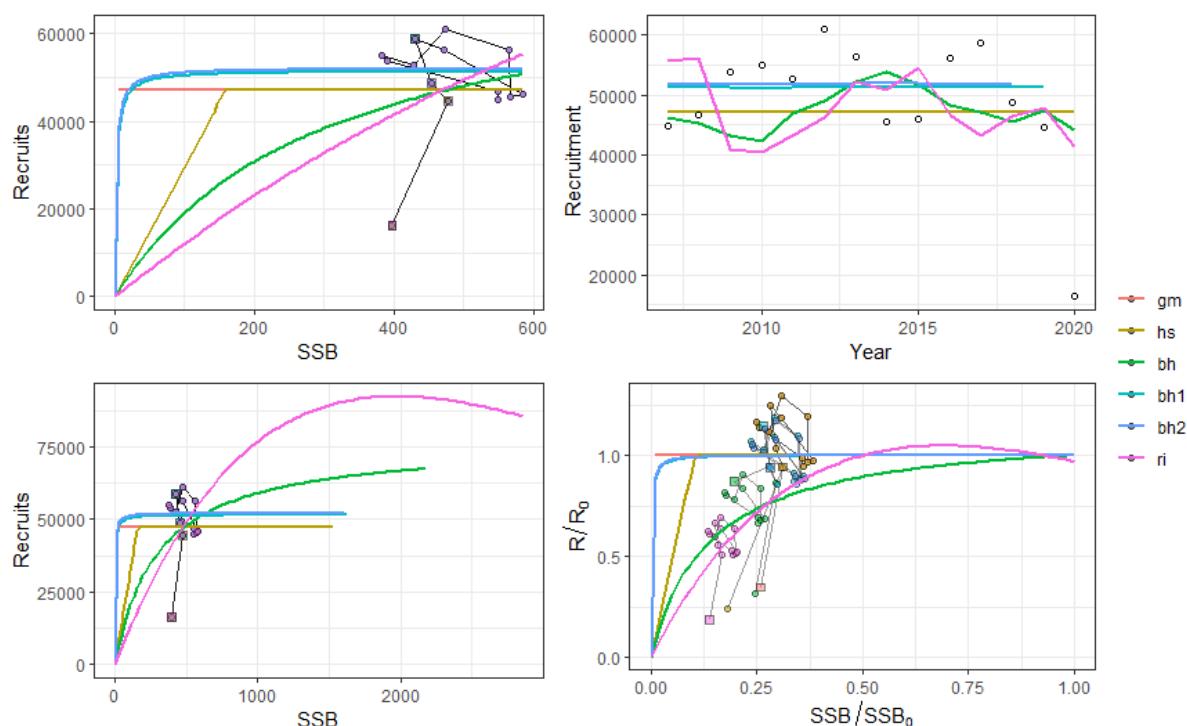 60000
40000
20000
0
Recruits
0
200
400
600
SSB
60000
50000
40000
30000
20000
Recruitment
2010
2015
2020
Year
75000
50000
25000
0
Recruits
0
1000
2000
SSB
1.0
0.5
0.0
R/R0
0.00
0.25
0.50
0.75
1.00
SSB/SSB0
gm
hs
bh
bh1
bh2
ri